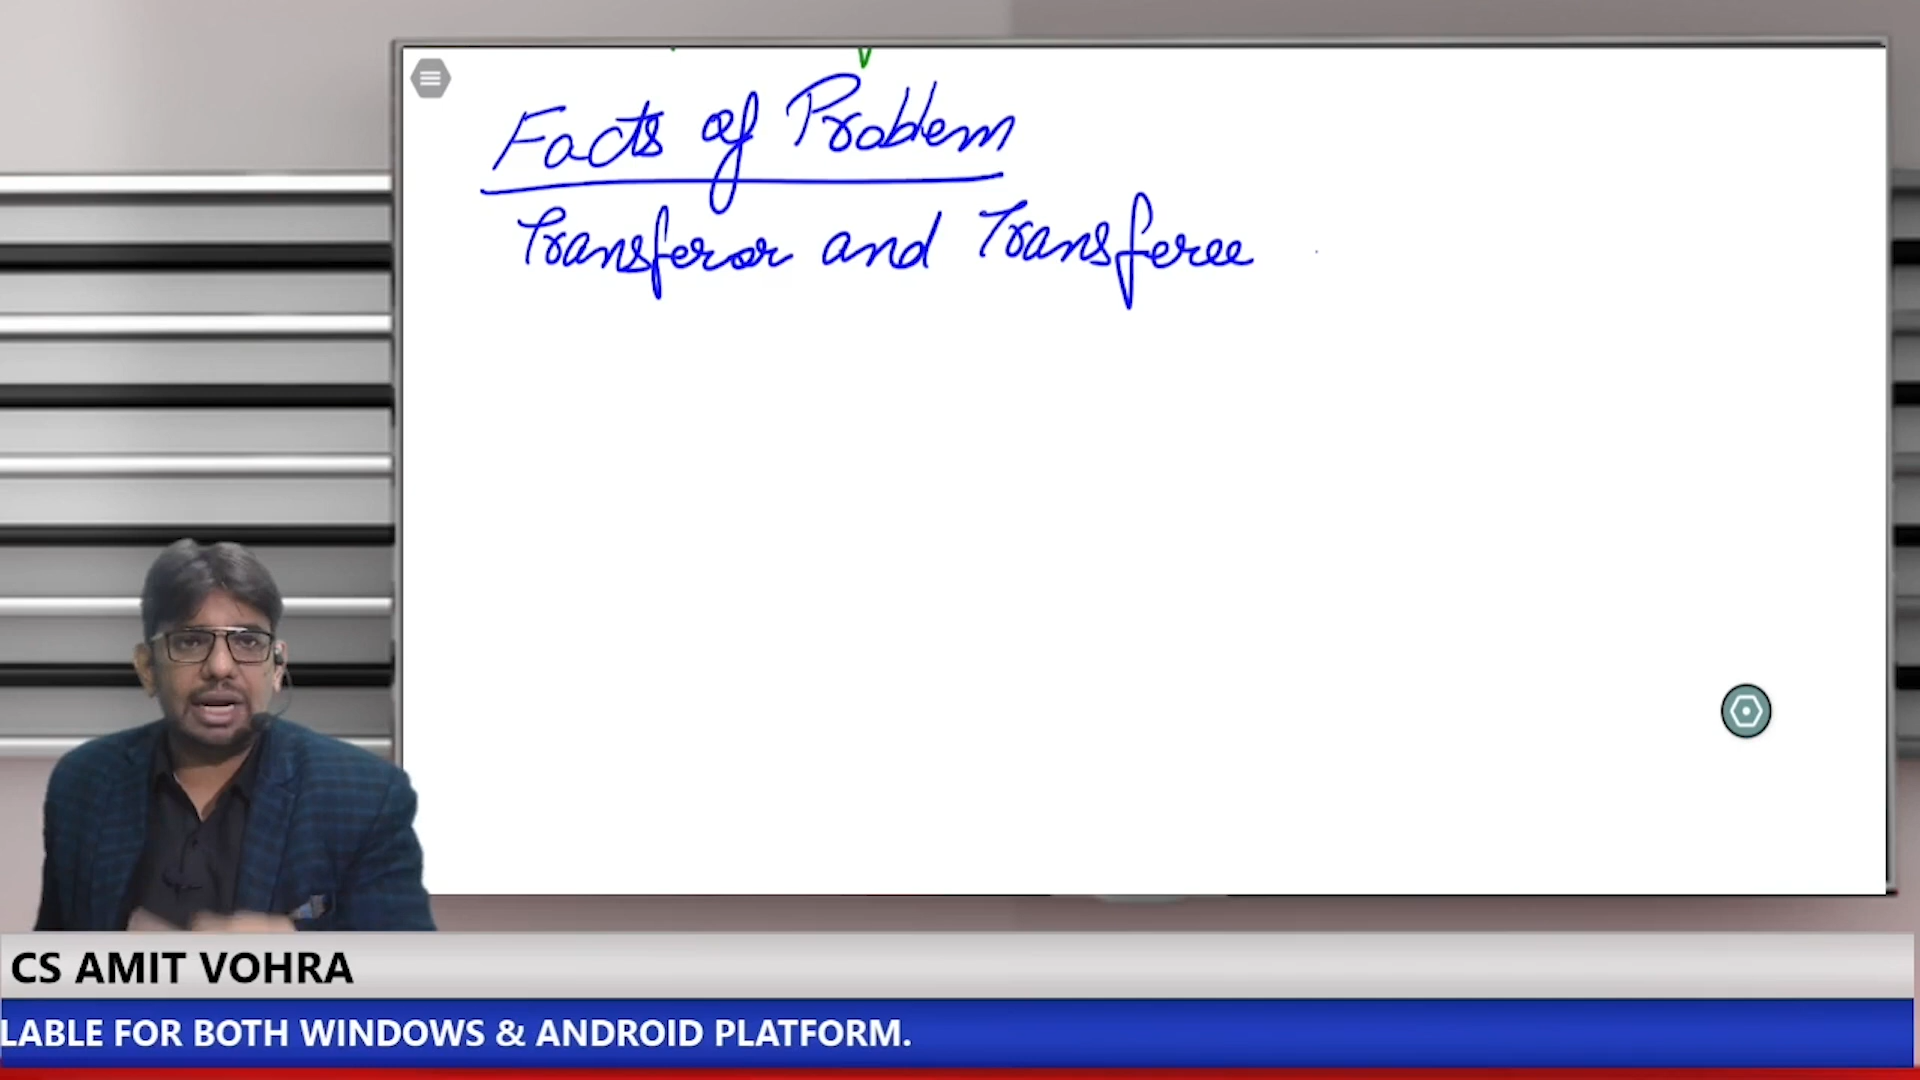 Facts of Problem
Transferor and Transferee
CS AMIT VOHRA
LABLE FOR BOTH WINDOWS & ANDROID PLATFORM.